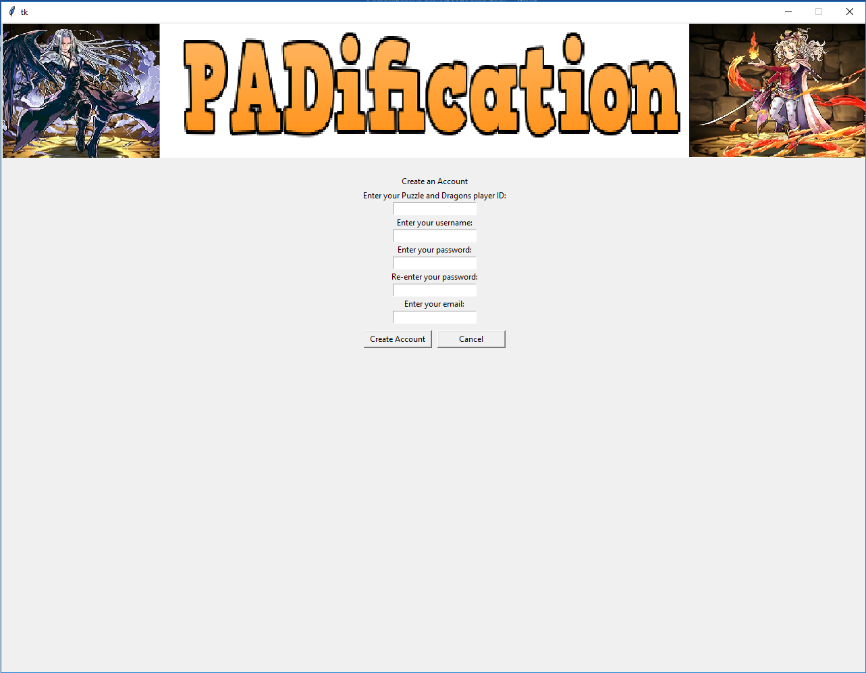 tk
PADification
Create an Account
Enter your Puzzle and Dragons player ID:
Enter your username:
Enter your password:
Re-enter your password:
Enter your email:
Create Account
Cancel